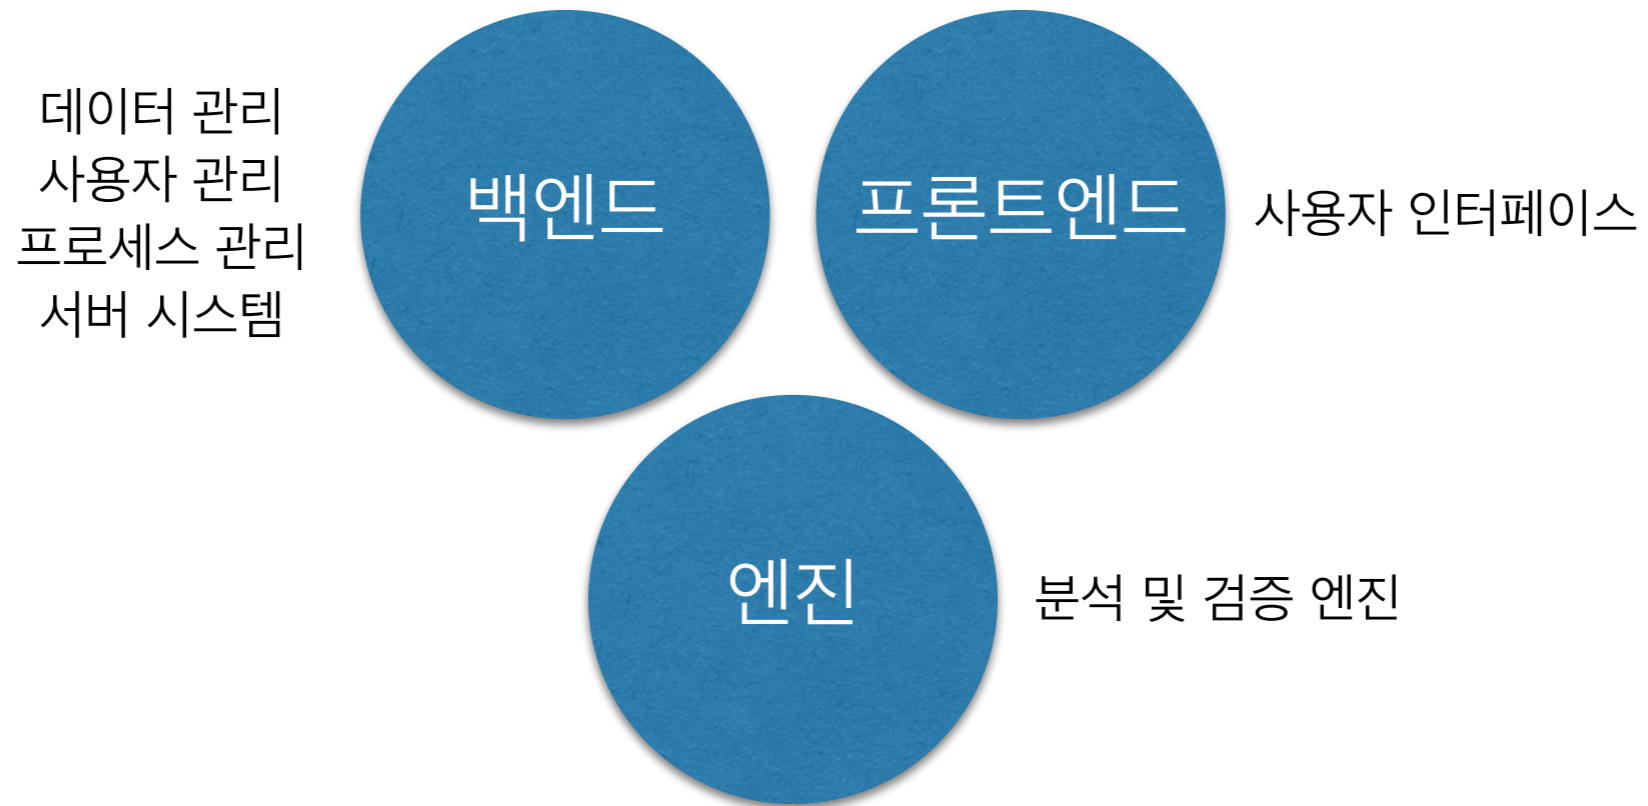 데이터 관리
사용자 관리
프로세스 관리
서버 시스템
백엔드
프론트엔드
사용자 인터페이스
엔진
분석 및 검증 엔진